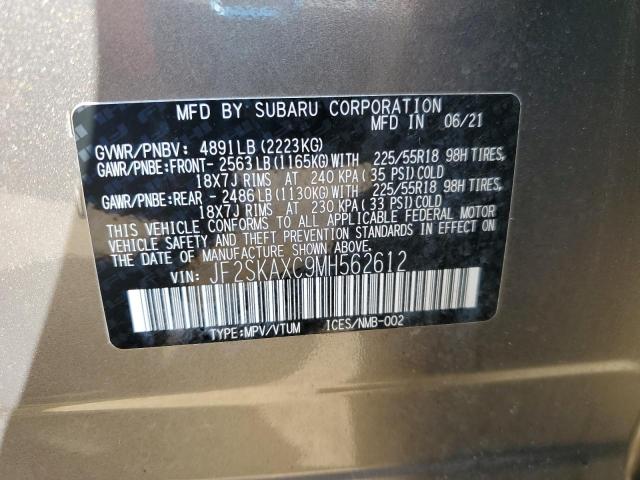 MFD BY SUBARU CORPORATION
MFD IN 06/21
GVWR/PNBV: 4891LB (2223KG)
GAWR/PNBE:FRONT- 2563LB (1165KG)WITH 225/55R18 98H TIRES,
18X7J RIMS AT 240 KPA( 35 PSI)COLD
GAWR/PNBE:REAR - 2486LB (1130KG)WITH 225/55R18 98H TIRES,
18X7J RIMS AT 230 KPA( 33 PSI)COLD
THIS VEHICLE CONFORMS TO ALL APPLICABLE FEDERAL MOTOR
VEHICLE SAFETY AND THEFT PREVENTION STANDARDS IN EFFECT ON
THE DATE OF MANUFACTURE SHOWN ABOVE.
VIN: JF2SKAXC9MH562612
TYPE:MPV/VTUM ICES/NMB-002